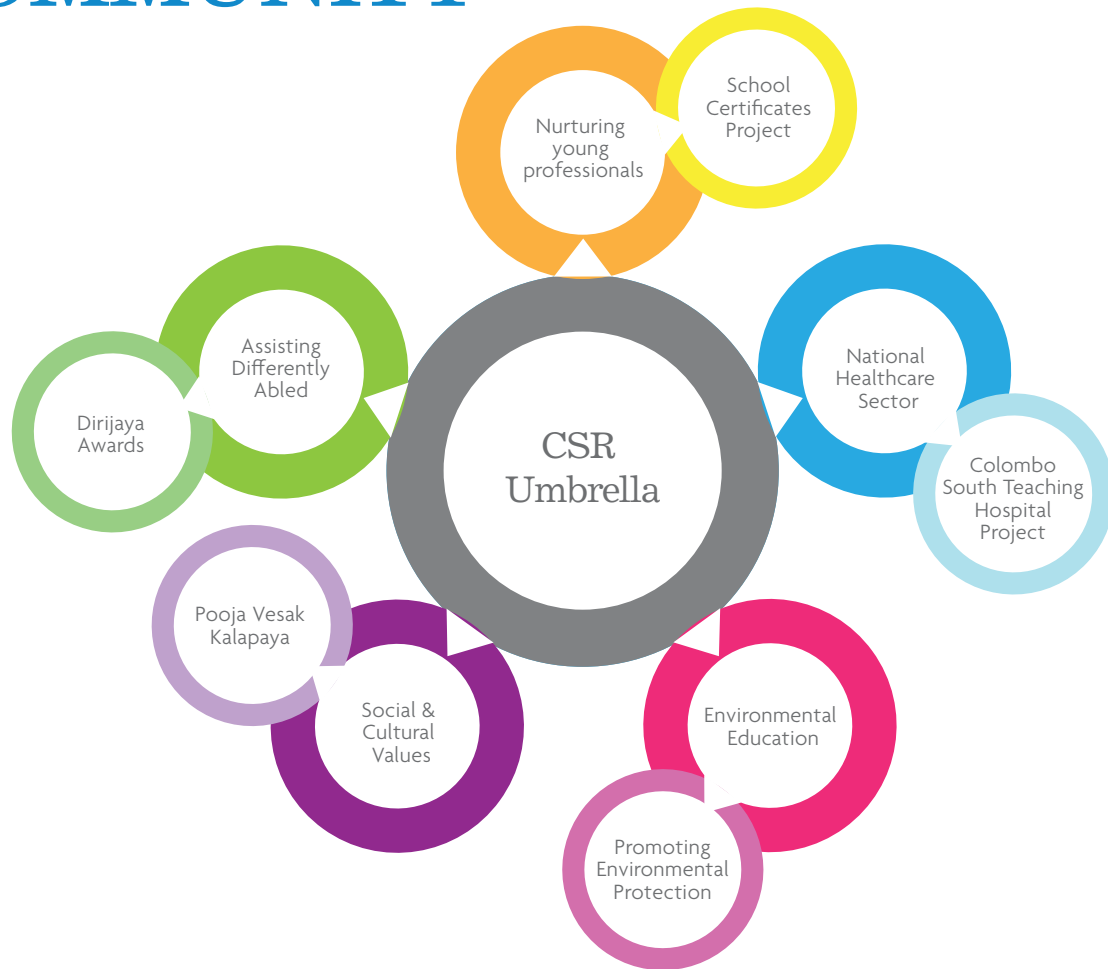 OMMUNITY
School
Certificates
Project
Nurturing
young
professionals
Assisting
Differently
Abled
National
Healthcare
Sector
Dirijaya
Awards
CSR
Umbrella
Colombo
South Teaching
Hospital
Project
Pooja Vesak
Kalapaya
Social &
Cultural
Values
Environmental
Education
Promoting
Environmental
Protection